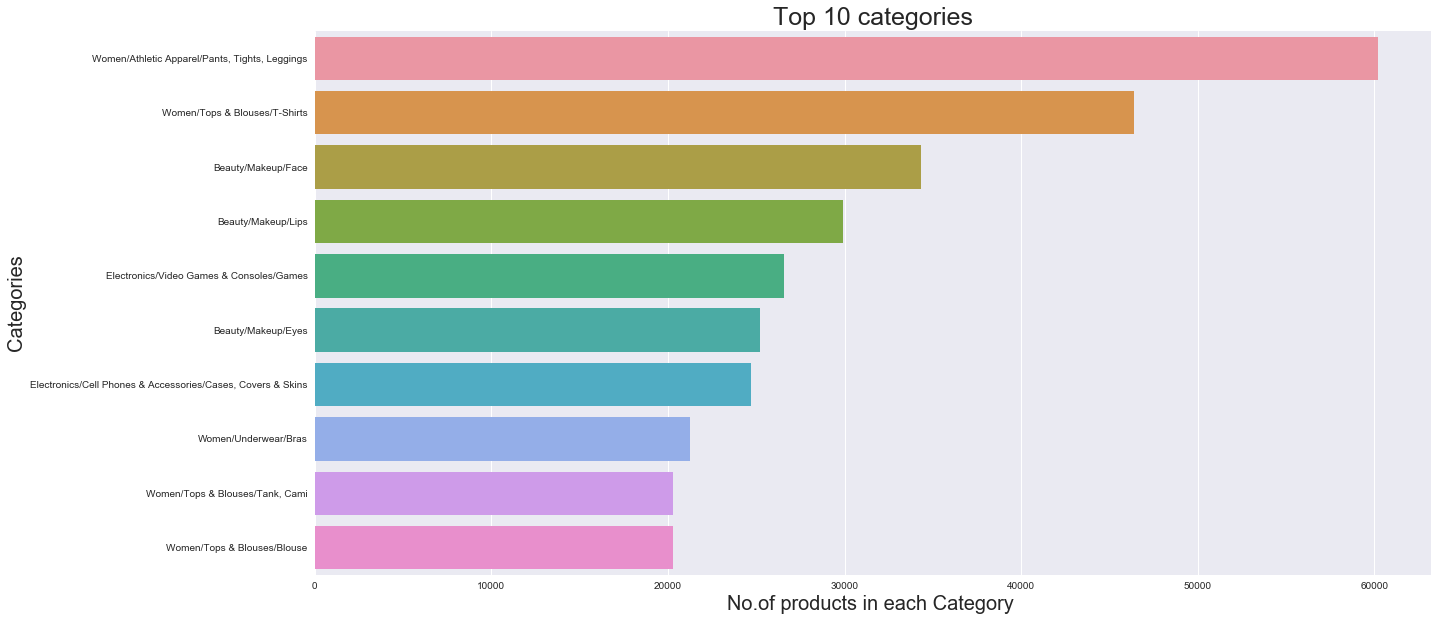 Top 10 categories
Categories
Women/Athletic Apparel/Pants, Tights, Leggings
Women/Tops & Blouses/T-Shirts
Beauty/Makeup/Face
Beauty/Makeup/Lips
Electronics/Video Games & Consoles/Games
Beauty/Makeup/Eyes
Electronics/Cell Phones & Accessories/Cases, Covers & Skins
Women/Underwear/Bras
Women/Tops & Blouses/Tank, Cami
Women/Tops & Blouses/Blouse
0 10000 20000 30000 40000 50000 60000
No.of products in each Category